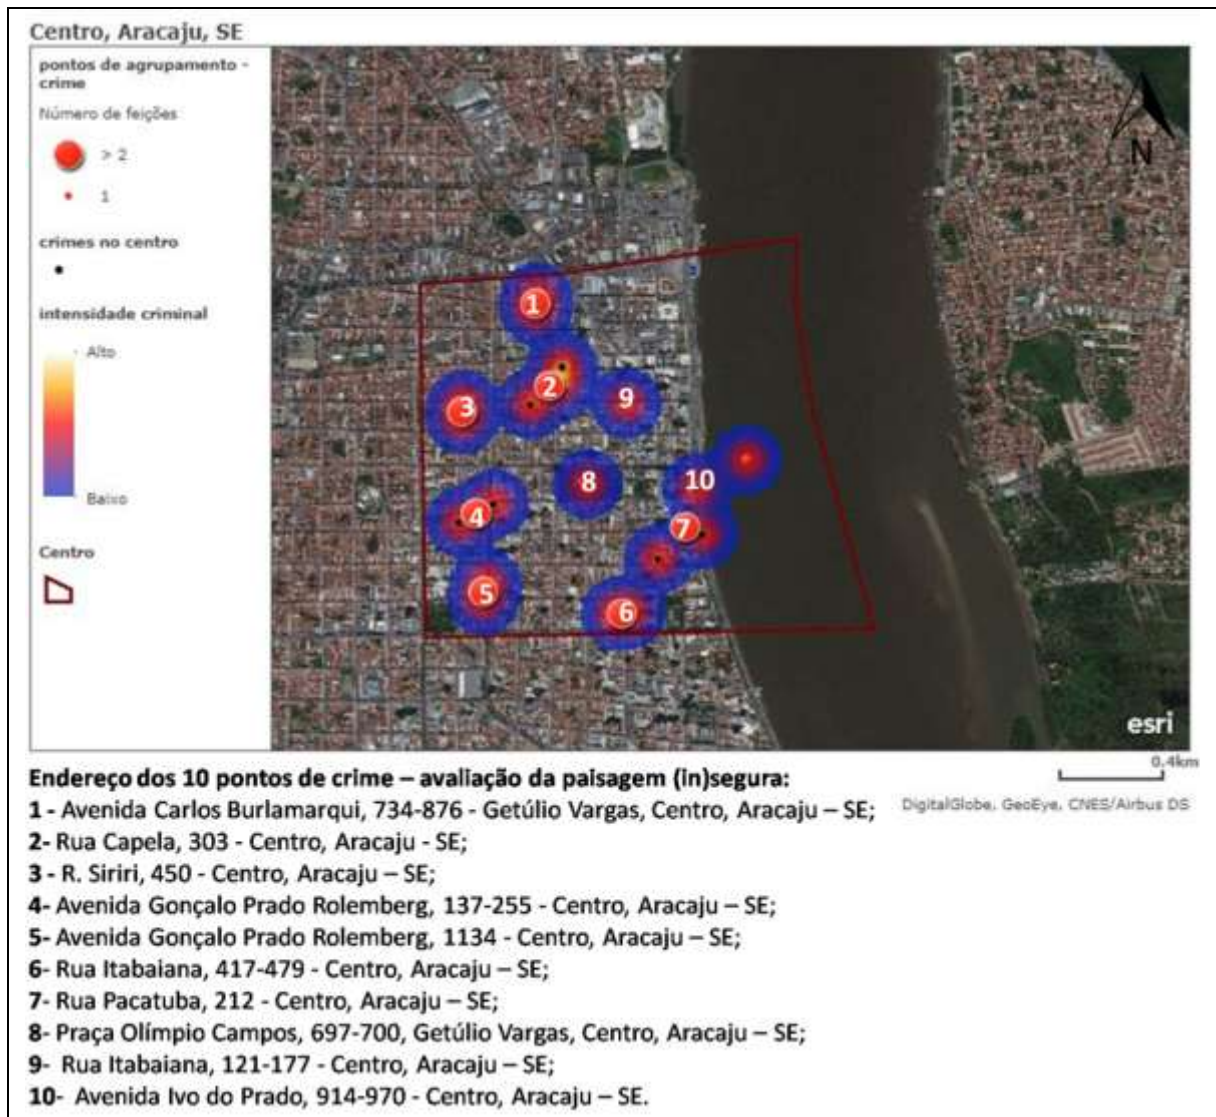 Centro, Aracaju, SE
pontos de agrupamento -
crime
Número de feições
> 2
1
crimes no centro
intensidade criminal
Alto
Baixo
Centro
N
1
2
3
9
8
10
4
7
5
6
esri
0.4km
DigitalGlobe, GeoEye, CNES/Airbus DS
Endereço dos 10 pontos de crime – avaliação da paisagem (in)segura:
1 - Avenida Carlos Burlamarqui, 734-876 - Getúlio Vargas, Centro, Aracaju – SE;
2- Rua Capela, 303 - Centro, Aracaju - SE;
3 - R. Siriri, 450 - Centro, Aracaju – SE;
4- Avenida Gonçalo Prado Rolemberg, 137-255 - Centro, Aracaju – SE;
5- Avenida Gonçalo Prado Rolemberg, 1134 - Centro, Aracaju – SE;
6- Rua Itabaiana, 417-479 - Centro, Aracaju – SE;
7- Rua Pacatuba, 212 - Centro, Aracaju – SE;
8- Praça Olímpio Campos, 697-700, Getúlio Vargas, Centro, Aracaju – SE;
9- Rua Itabaiana, 121-177 - Centro, Aracaju – SE;
10- Avenida Ivo do Prado, 914-970 - Centro, Aracaju – SE.